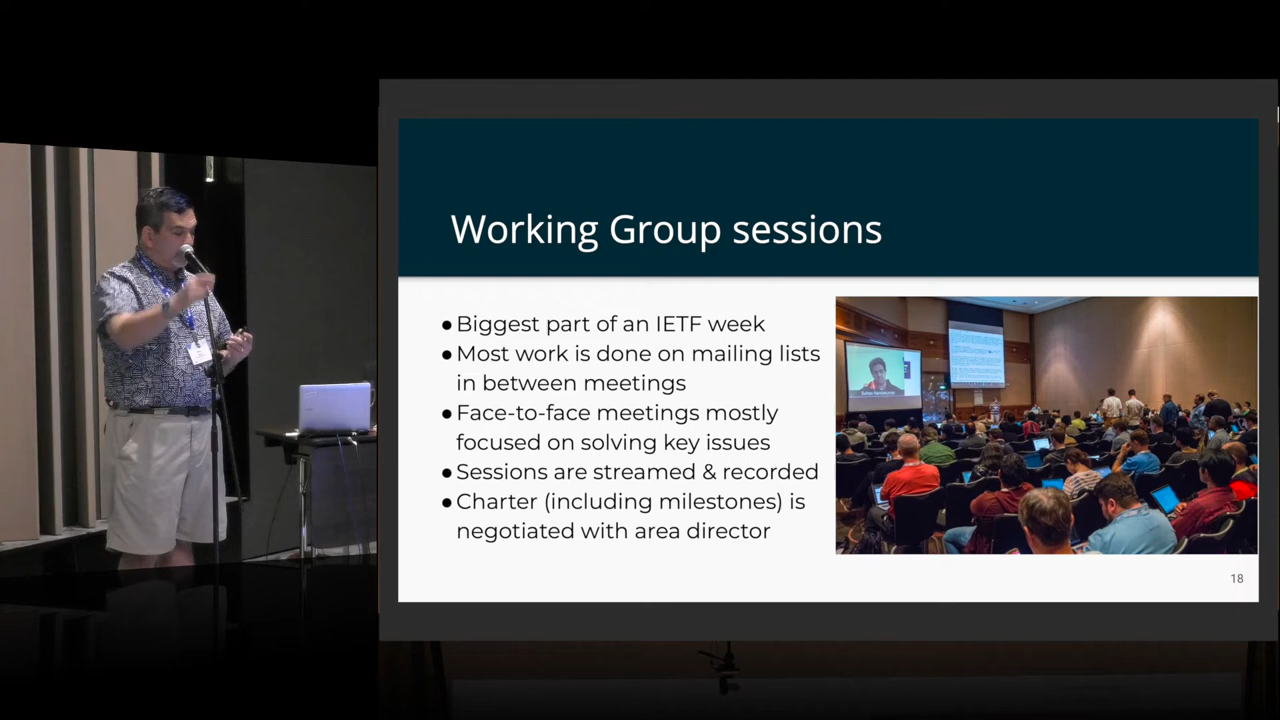 Working Group sessions
● Biggest part of an IETF week
● Most work is done on mailing lists
in between meetings
● Face-to-face meetings mostly
focused on solving key issues
● Sessions are streamed & recorded
● Charter (including milestones) is
negotiated with area director
18